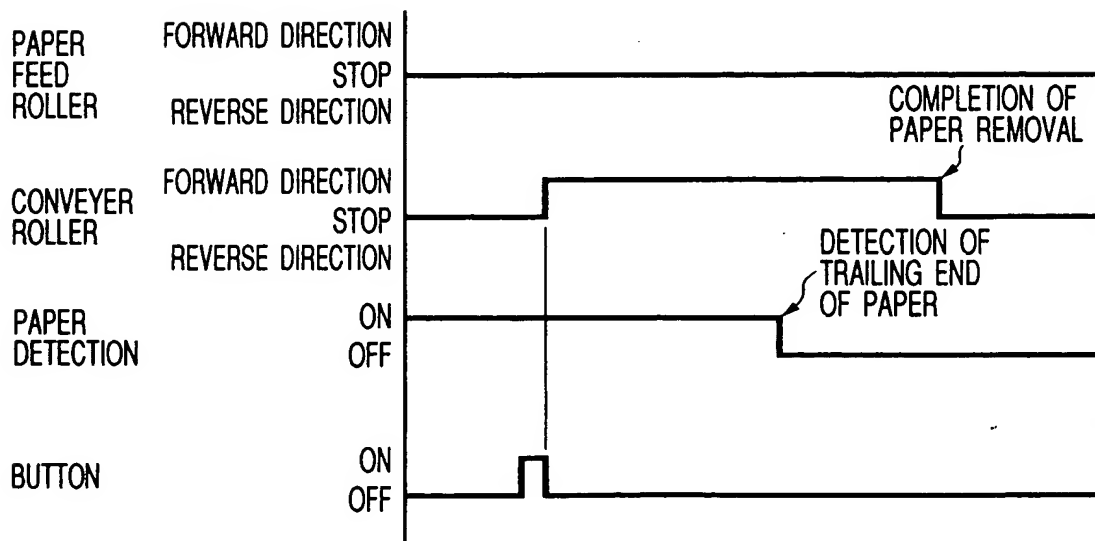 PAPER
FEED
ROLLER
FORWARD DIRECTION
STOP
REVERSE DIRECTION
COMPLETION OF
PAPER REMOVAL
CONVEYER
ROLLER
FORWARD DIRECTION
STOP
REVERSE DIRECTION
DETECTION OF
TRAILING END
OF PAPER
PAPER
DETECTION
ON
OFF
BUTTON
ON
OFF